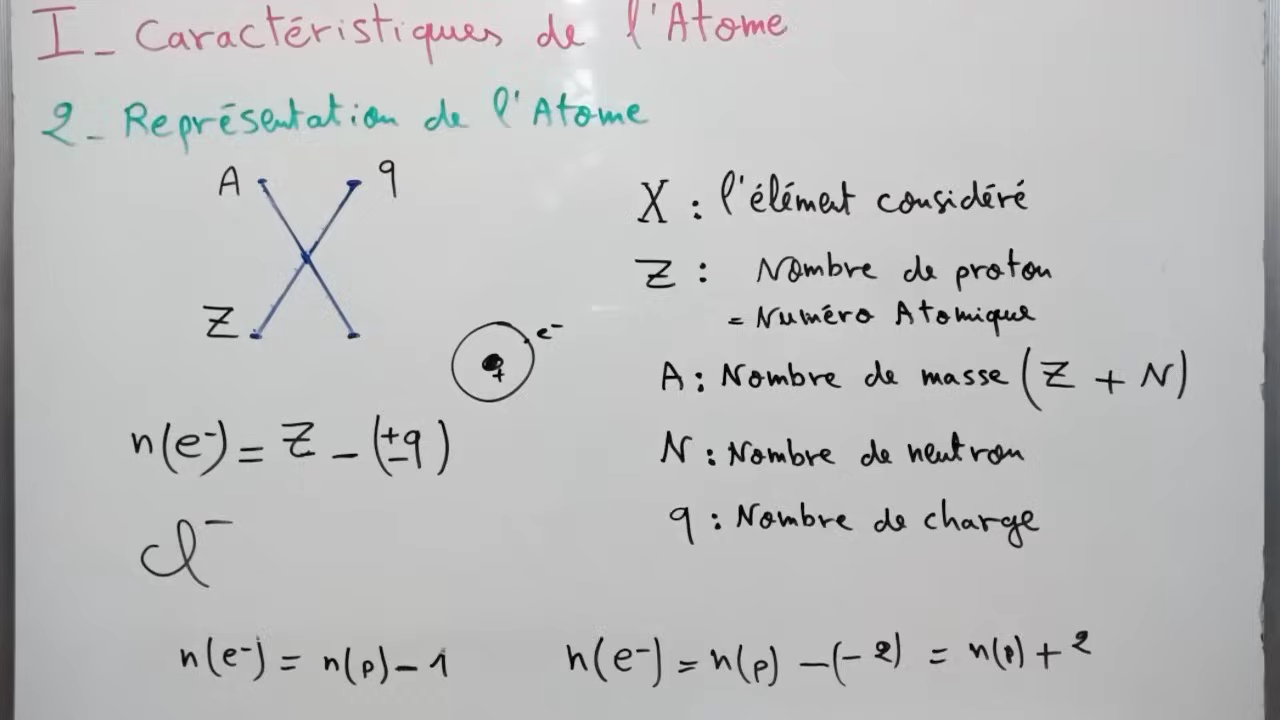 I_ Caractéristiques de l'Atome
2_ Représentation de l'Atome
A X q
Z
X : l'élémat considéré
Z : Nombre de proton
= Numéro Atomique
e-
+
A : Nombre de masse (Z + N)
n(e-) = Z - (±q)
N : Nombre de neutron
q : Nombre de charge
Cl-
n(e-) = n(p) - 1
n(e-) = n(p) - (-2) = n(p) + 2